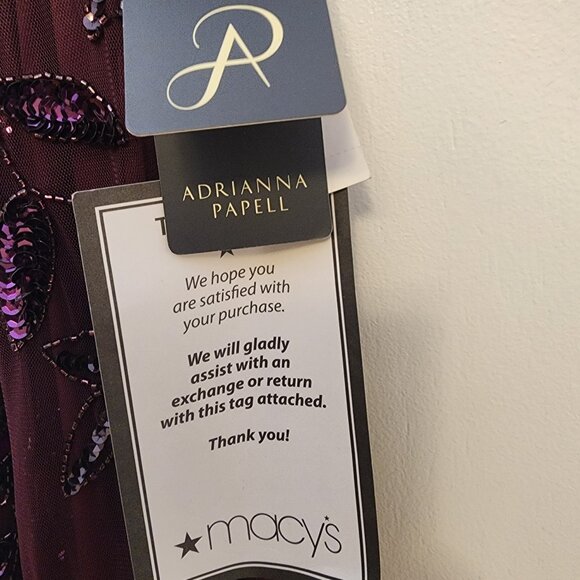 AP
ADRIANNA
PAPELL
We hope you
are satisfied with
your purchase.
We will gladly
assist with an
exchange or return
with this tag attached.
Thank you!
★macy's